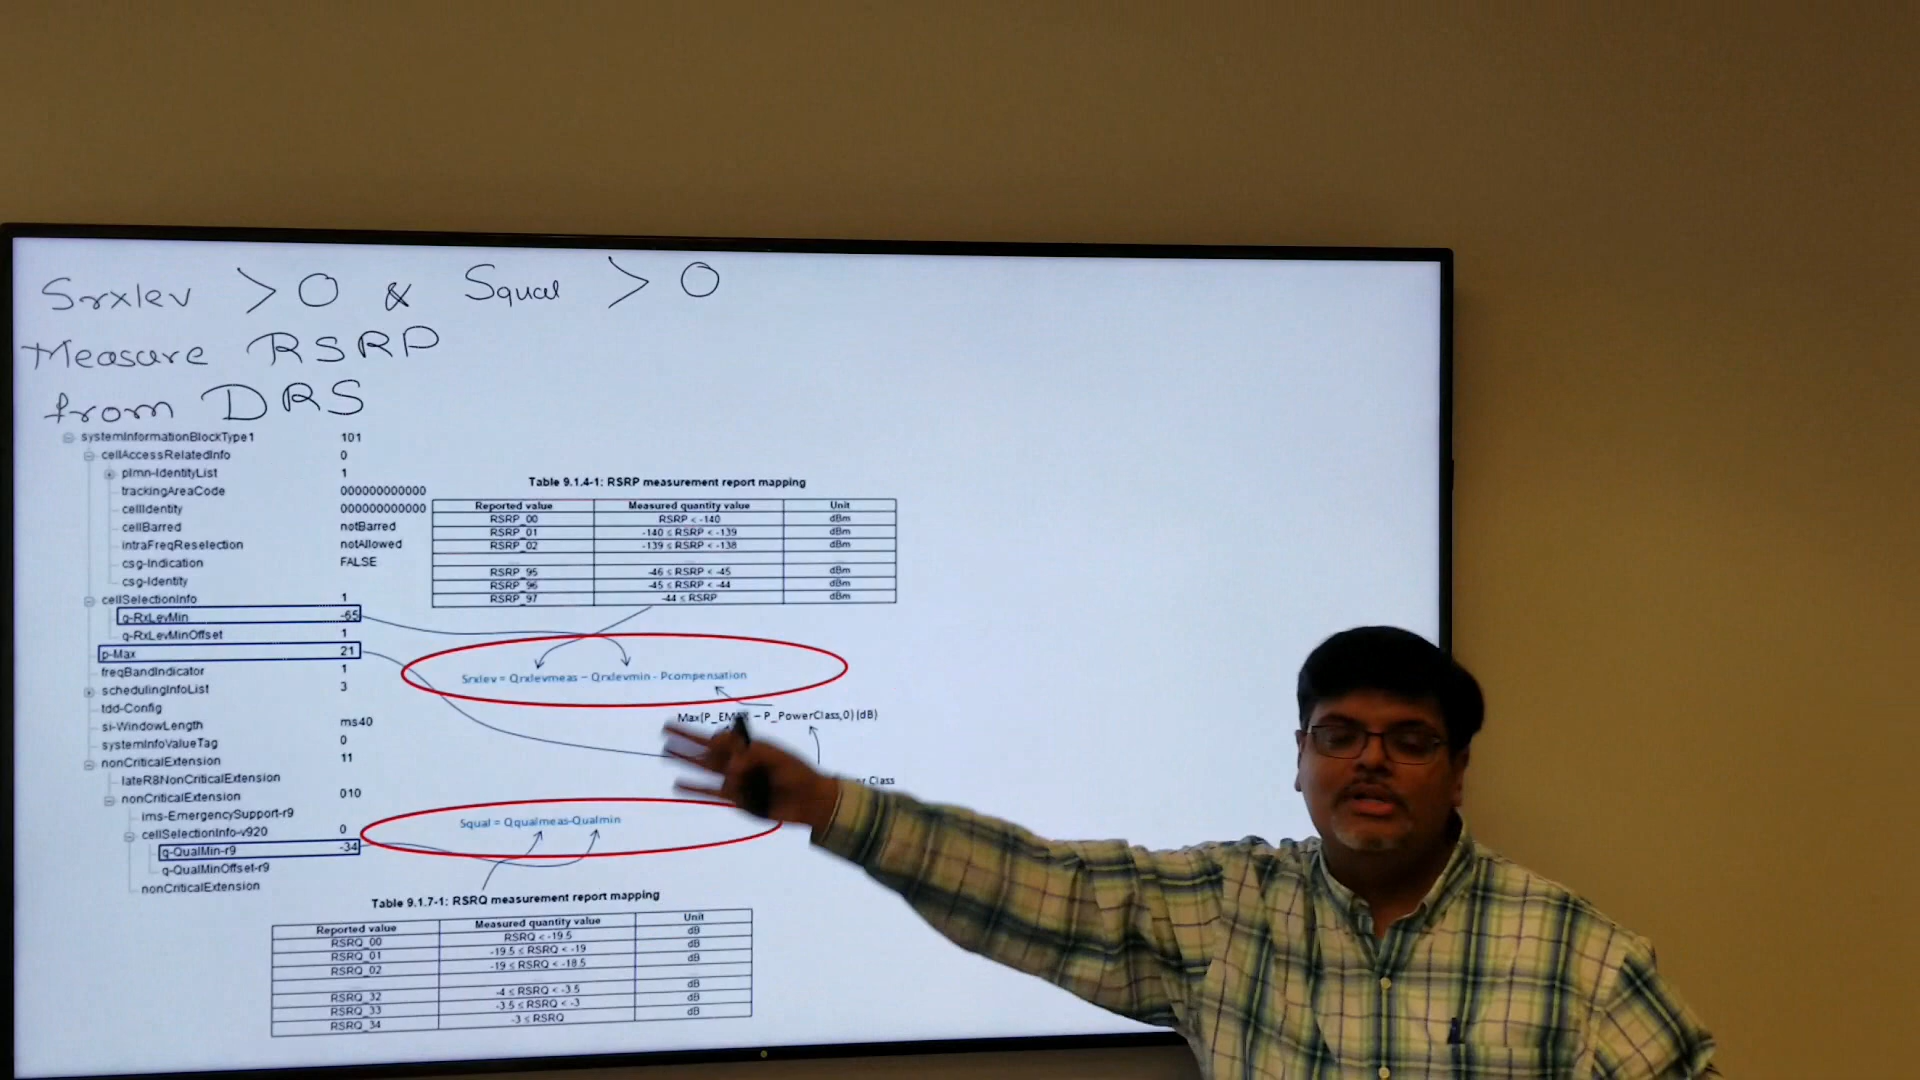 Srxlev > 0 & Squal > 0
Measure RSRP
from DRS
systemInformationBlockType1 101
cellAccessRelatedInfo 0
plmn-IdentityList 1
trackingAreaCode 000000000000
cellIdentity 000000000000
cellBarred notBarred
intraFreqReselection notAllowed
csg-Indication FALSE
csg-Identity
cellSelectionInfo 1
q-RxLevMin -65
q-RxLevMinOffset 1
p-Max 21
freqBandIndicator 1
schedulingInfoList 3
tdd-Config
si-WindowLength ms40
systemInfoValueTag 0
nonCriticalExtension 11
lateR8NonCriticalExtension
nonCriticalExtension 010
ims-EmergencySupport-r9
cellSelectionInfo-v920 0
q-QualMin-r9 -34
q-QualMinOffset-r9
nonCriticalExtension
Table 9.1.4-1: RSRP measurement report mapping
Reported value Measured quantity value Unit
RSRP_00 RSRP < -140 dBm
RSRP_01 -140 ≤ RSRP < -139 dBm
RSRP_02 -139 ≤ RSRP < -138 dBm
RSRP_95 -46 ≤ RSRP < -45 dBm
RSRP_96 -45 ≤ RSRP < -44 dBm
RSRP_97 -44 ≤ RSRP dBm
Srxlev = Qrxlevmeas – Qrxlevmin - Pcompensation
Max(P_EMAX – P_PowerClass,0) (dB)
Class
Squal = Qqualmeas-Qualmin
Table 9.1.7-1: RSRQ measurement report mapping
Reported value Measured quantity value Unit
RSRQ_00 RSRQ < -19.5 dB
RSRQ_01 -19.5 ≤ RSRQ < -19 dB
RSRQ_02 -19 ≤ RSRQ < -18.5 dB
RSRQ_32 -4 ≤ RSRQ < -3.5 dB
RSRQ_33 -3.5 ≤ RSRQ < -3 dB
RSRQ_34 -3 ≤ RSRQ dB